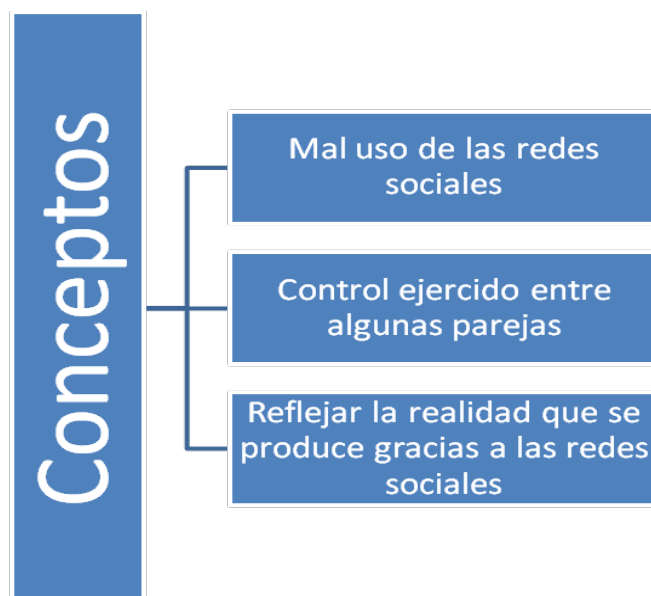 Conceptos
Mal uso de las redes
sociales
Control ejercido entre
algunas parejas
Reflejar la realidad que se
produce gracias a las redes
sociales